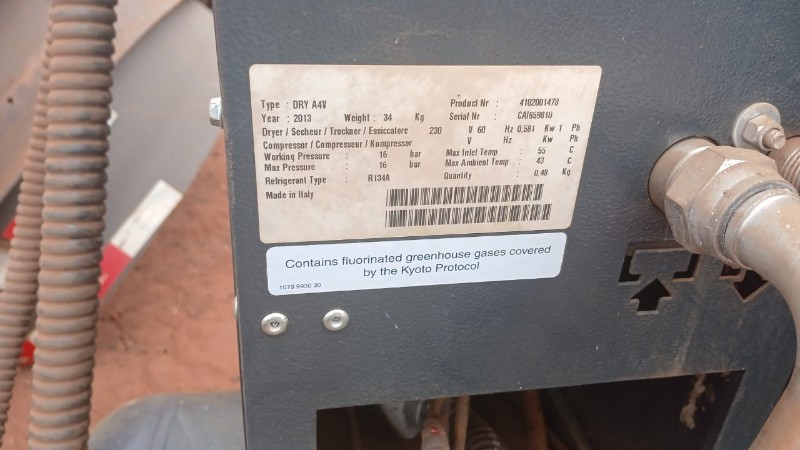 Type : DRY A4V Product Nr : 4102001478
Year : 2013 Weight : 34 Kg Serial Nr : CAI659810
Dryer / Secheur / Trockner / Essiccatore 230 V 60 Hz 0,581 Kw 1 Ph
Compressor / Compresseur / Kompressor V Hz Kw Ph
Working Pressure : 16 bar Max Inlet Temp. : 55 C
Max Pressure : 16 bar Max Ambient Temp. : 43 C
Refrigerant Type : R134A Quantity : 0,48 Kg
Made in Italy
Contains fluorinated greenhouse gases covered
by the Kyoto Protocol
1079 9930 30